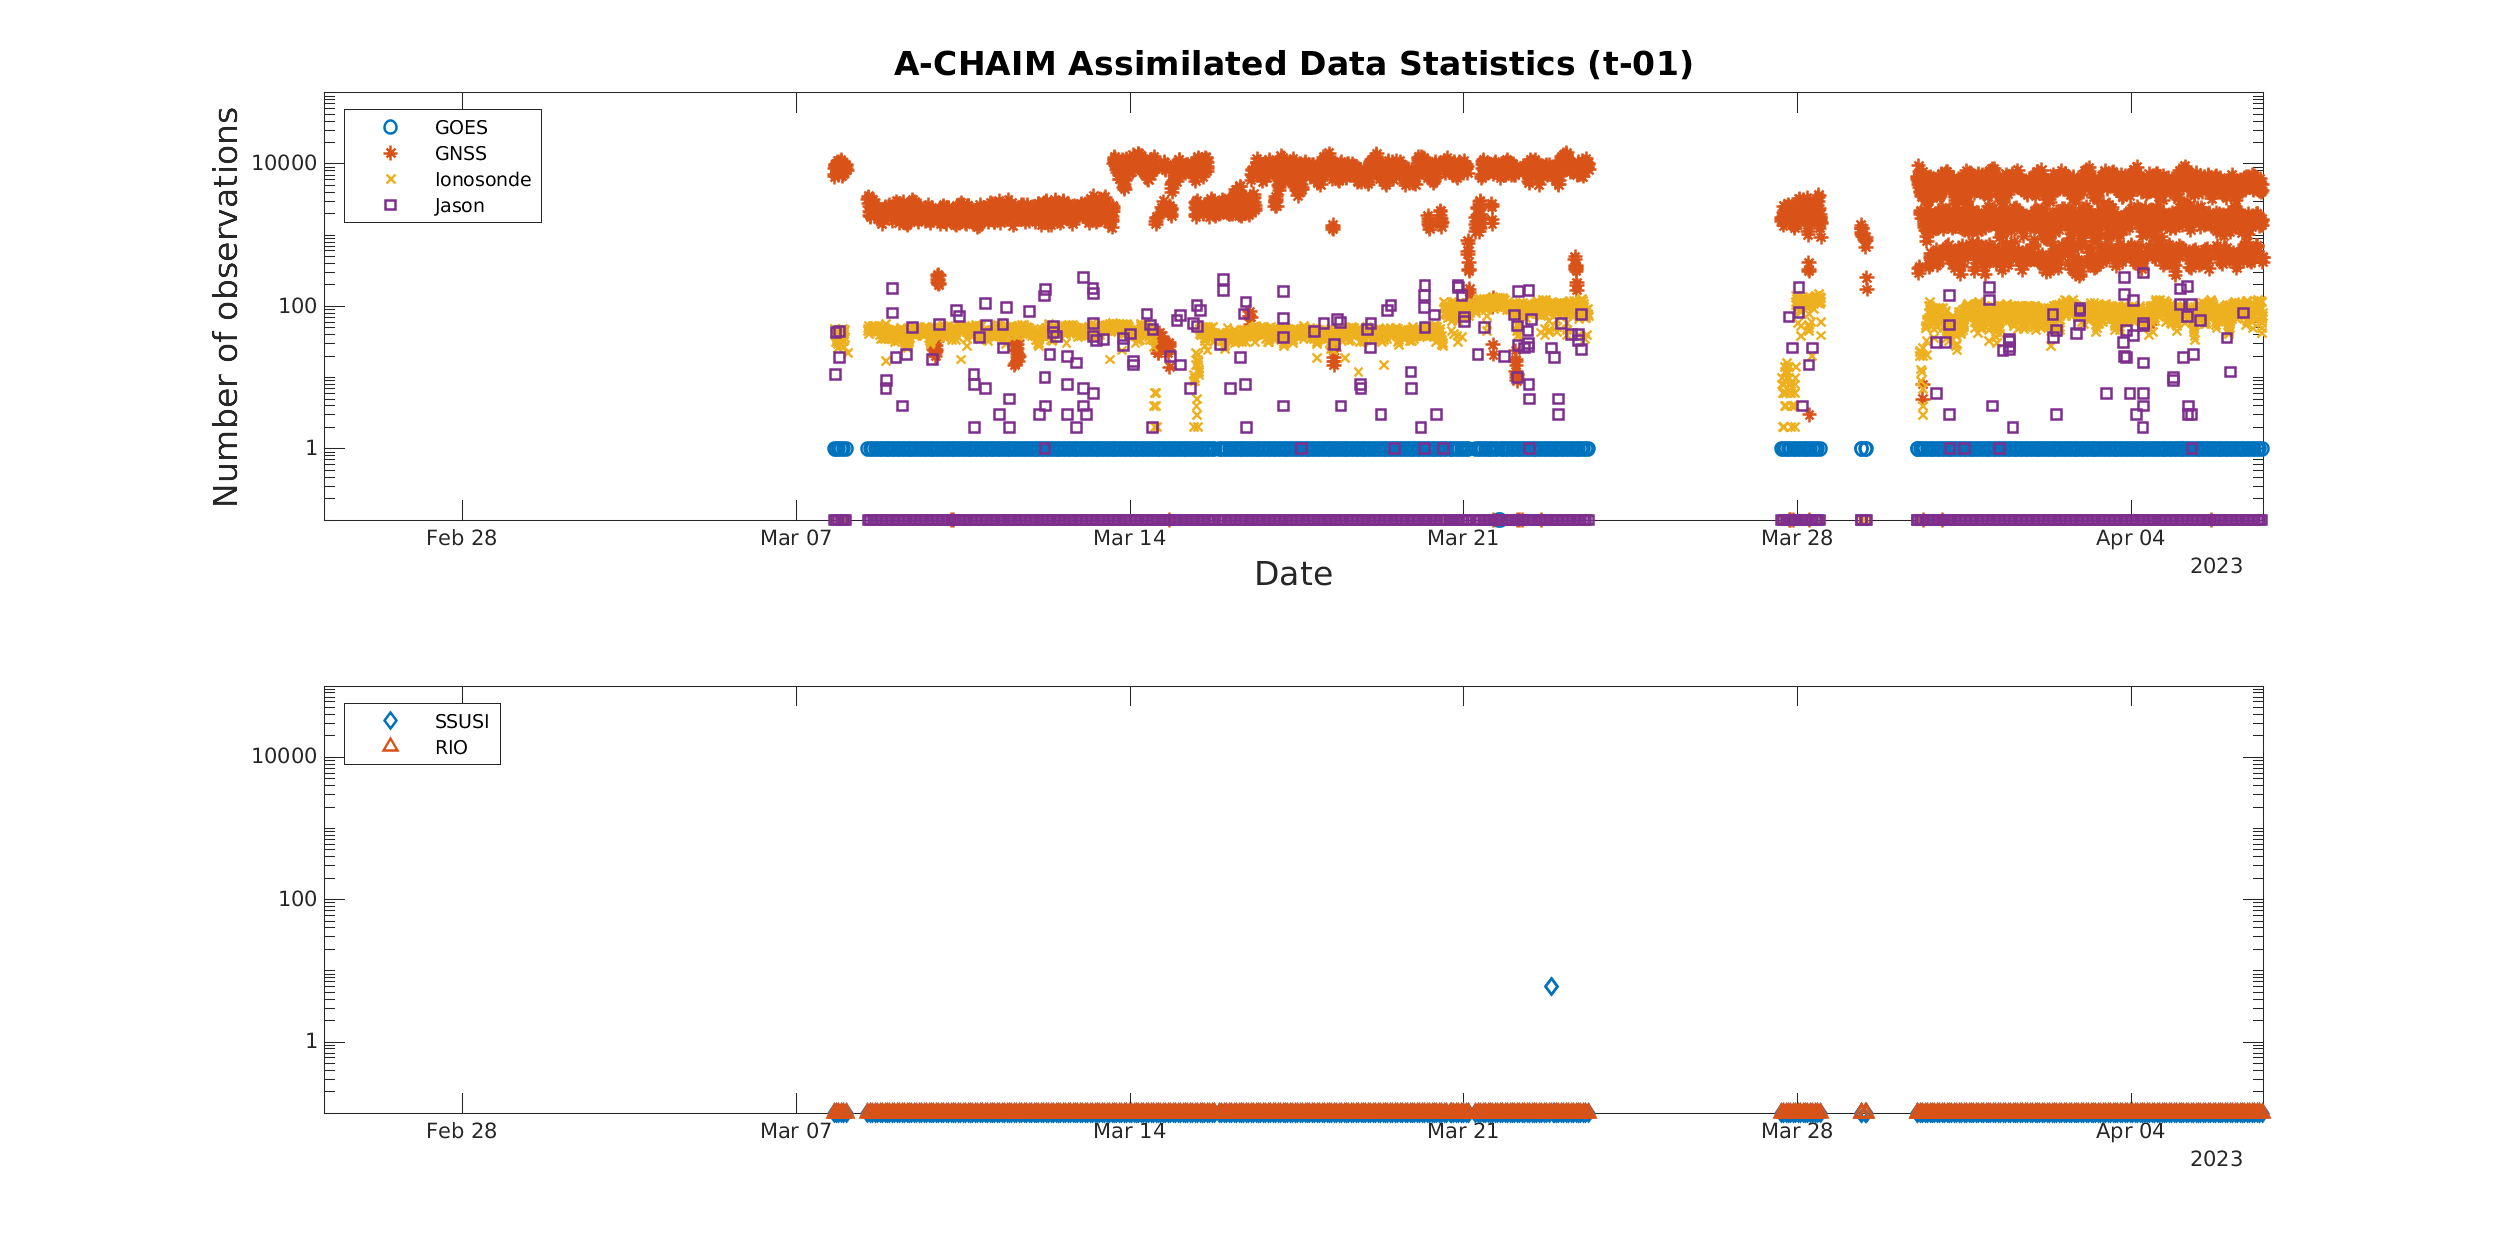 A-CHAIM Assimilated Data Statistics (t-01)
Number of observations
10000
100
1
GOES
GNSS
Ionosonde
Jason
Feb 28 Mar 07 Mar 14 Mar 21 Mar 28 Apr 04
2023
Date
10000
100
1
SSUSI
RIO
Feb 28 Mar 07 Mar 14 Mar 21 Mar 28 Apr 04
2023